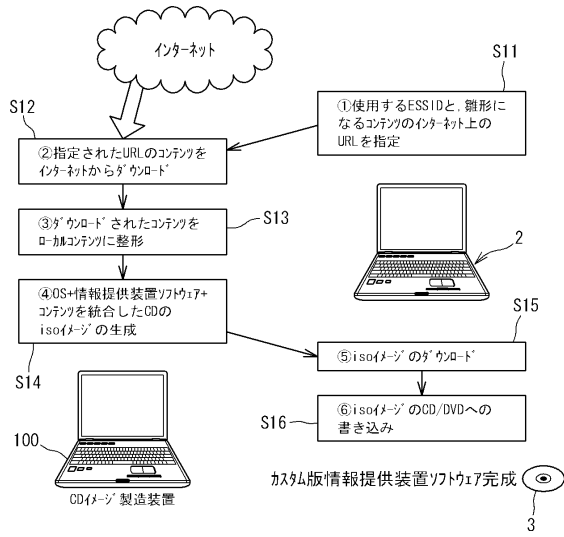 インターネット
S11
①使用するESSIDと,雛形に
なるコンテンツのインターネット上の
URLを指定
S12
②指定されたURLのコンテンツを
インターネットからダウンロード
③ダウンロードされたコンテンツを
ローカルコンテンツに整形
S13
2
④OS+情報提供装置ソフトウェア+
コンテンツを統合したCDの
isoイメージの生成
S14
S15
⑤isoイメージのダウンロード
⑥isoイメージのCD/DVDへの
書き込み
S16
100
CDイメージ製造装置
カスタム版情報提供装置ソフトウェア完成
3